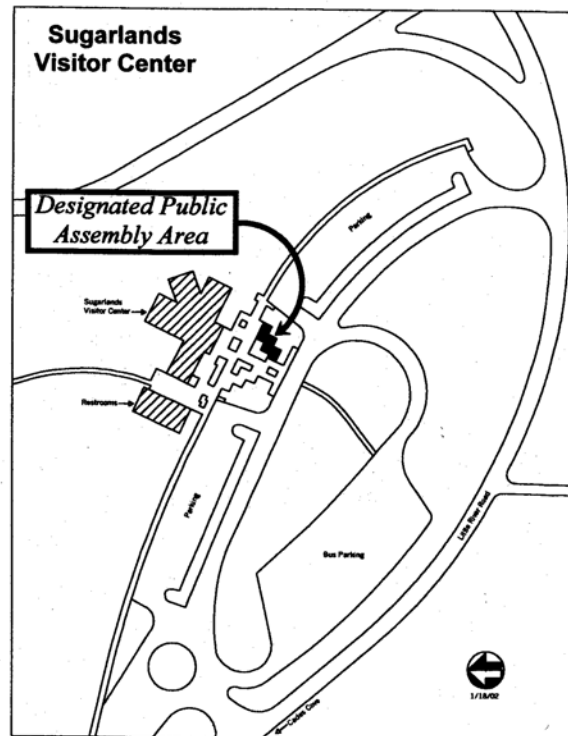 Sugarlands
Visitor Center
Designated Public
Assembly Area
Parking
Sugarlands
Visitor Center
Restrooms
Parking
Bus Parking
Little River Road
Cades Cove
1/18/02